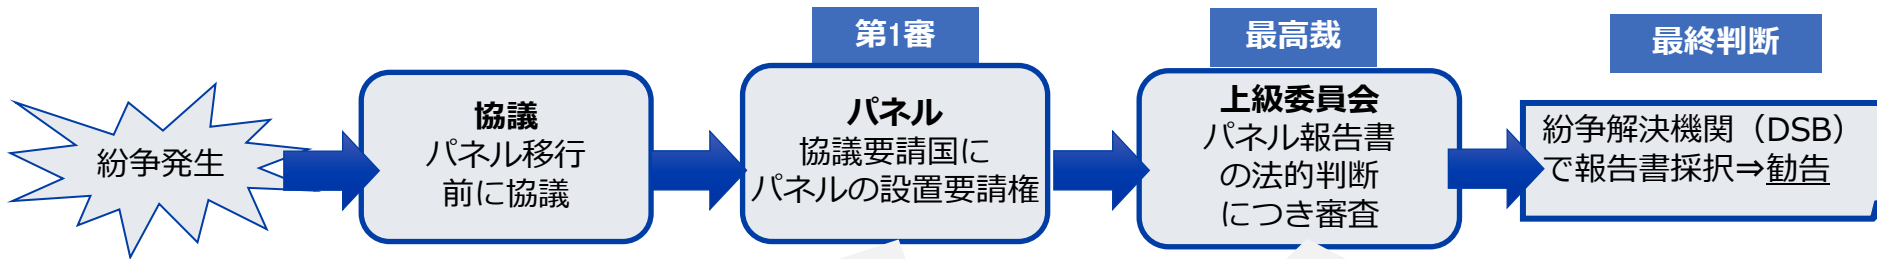 紛争発生
協議
パネル移行
前に協議
第1審
パネル
協議要請国に
パネルの設置要請権
最高裁
上級委員会
パネル報告書
の法的判断
につき審査
最終判断
紛争解決機関（DSB）
で報告書採択⇒勧告